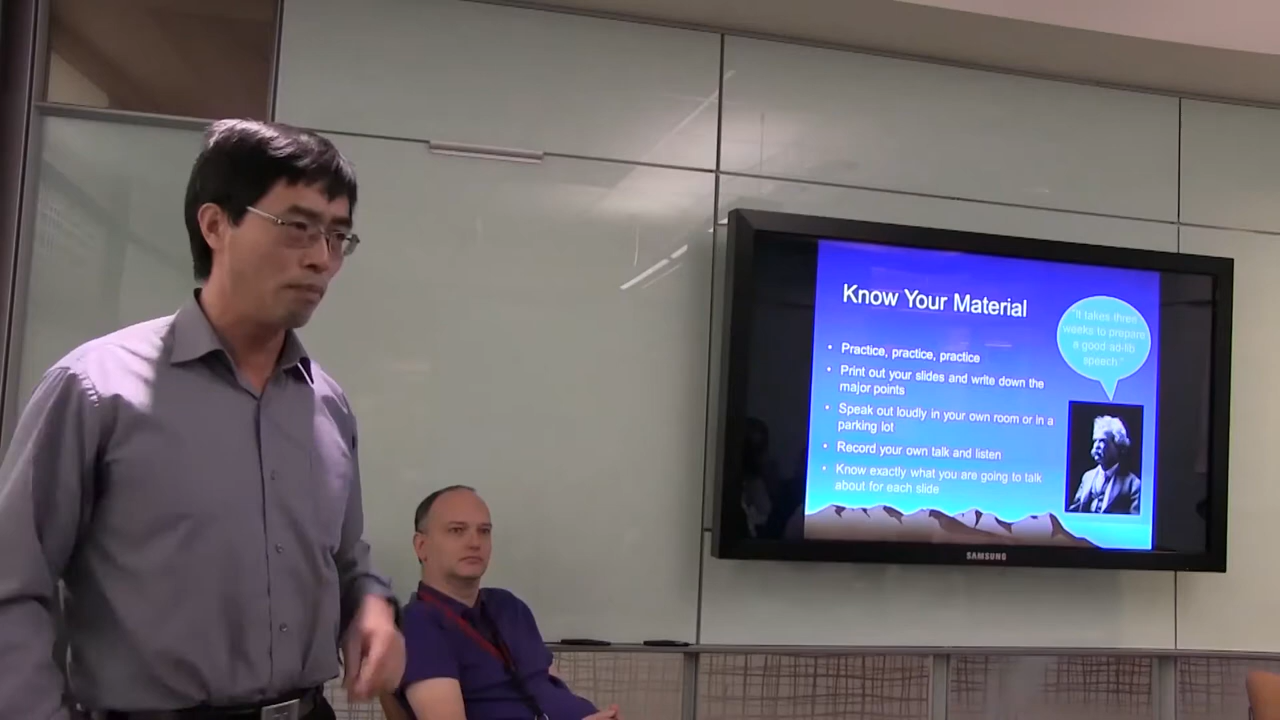 Know Your Material
• Practice, practice, practice
• Print out your slides and write down the
major points
• Speak out loudly in your own room or in a
parking lot
• Record your own talk and listen
• Know exactly what you are going to talk
about for each slide
"It takes three
weeks to prepare
a good ad-lib
speech."
SAMSUNG